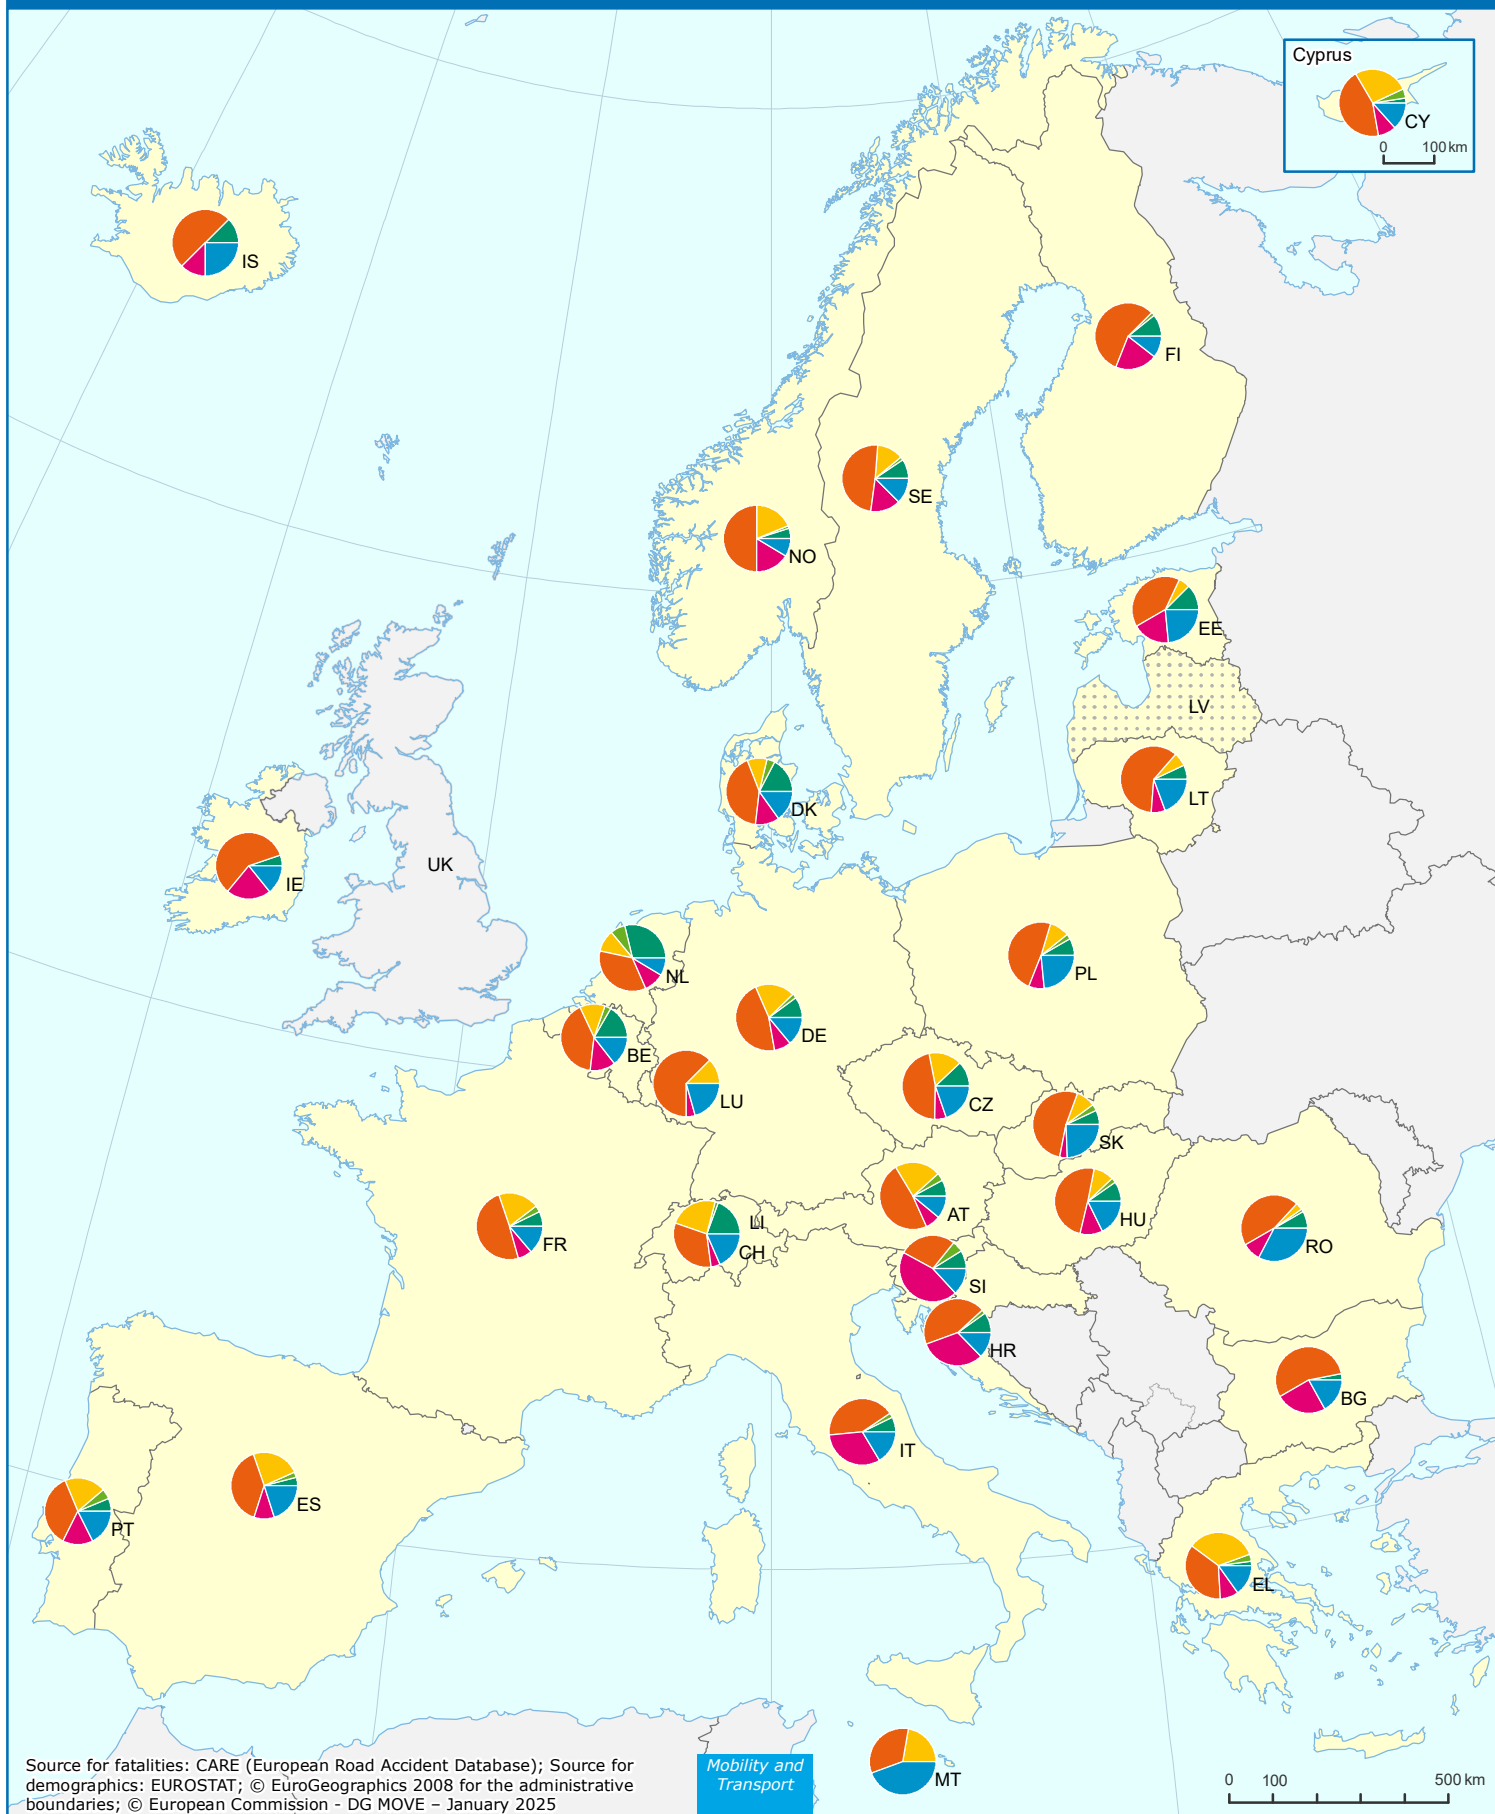 Cyprus
CY
0 100 km
IS
FI
SE
NO
EE
LV
LT
DK
IE
UK
NL
PL
DE
BE
LU
CZ
SK
AT
HU
LI
CH
FR
RO
SI
HR
BG
IT
ES
PT
EL
MT
Source for fatalities: CARE (European Road Accident Database); Source for
demographics: EUROSTAT; © EuroGeographics 2008 for the administrative
boundaries; © European Commission - DG MOVE – January 2025
Mobility and
Transport
0 100 500 km